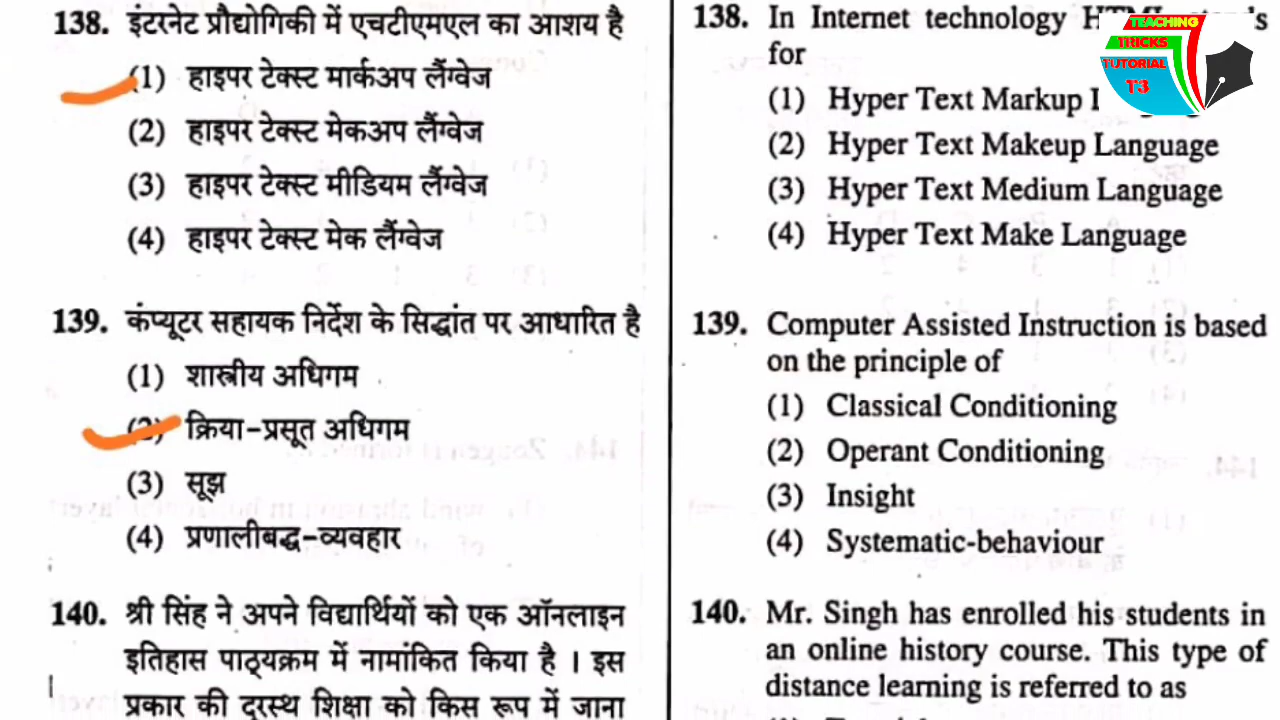 138. इंटरनेट प्रौद्योगिकी में एचटीएमएल का आशय है
(1) हाइपर टेक्स्ट मार्कअप लैंग्वेज
(2) हाइपर टेक्स्ट मेकअप लैंग्वेज
(3) हाइपर टेक्स्ट मीडियम लैंग्वेज
(4) हाइपर टेक्स्ट मेक लैंग्वेज
139. कंप्यूटर सहायक निर्देश के सिद्धांत पर आधारित है
(1) शास्त्रीय अधिगम
(2) क्रिया-प्रसूत अधिगम
(3) सूझ
(4) प्रणालीबद्ध-व्यवहार
140. श्री सिंह ने अपने विद्यार्थियों को एक ऑनलाइन
इतिहास पाठ्यक्रम में नामांकित किया है । इस
प्रकार की दूरस्थ शिक्षा को किस रूप में जाना
138. In Internet technology
for
(1) Hyper Text Markup
(2) Hyper Text Makeup Language
(3) Hyper Text Medium Language
(4) Hyper Text Make Language
139. Computer Assisted Instruction is based
on the principle of
(1) Classical Conditioning
(2) Operant Conditioning
(3) Insight
(4) Systematic-behaviour
140. Mr. Singh has enrolled his students in
an online history course. This type of
distance learning is referred to as
TEACHING
TRICKS
TUTORIAL
T3